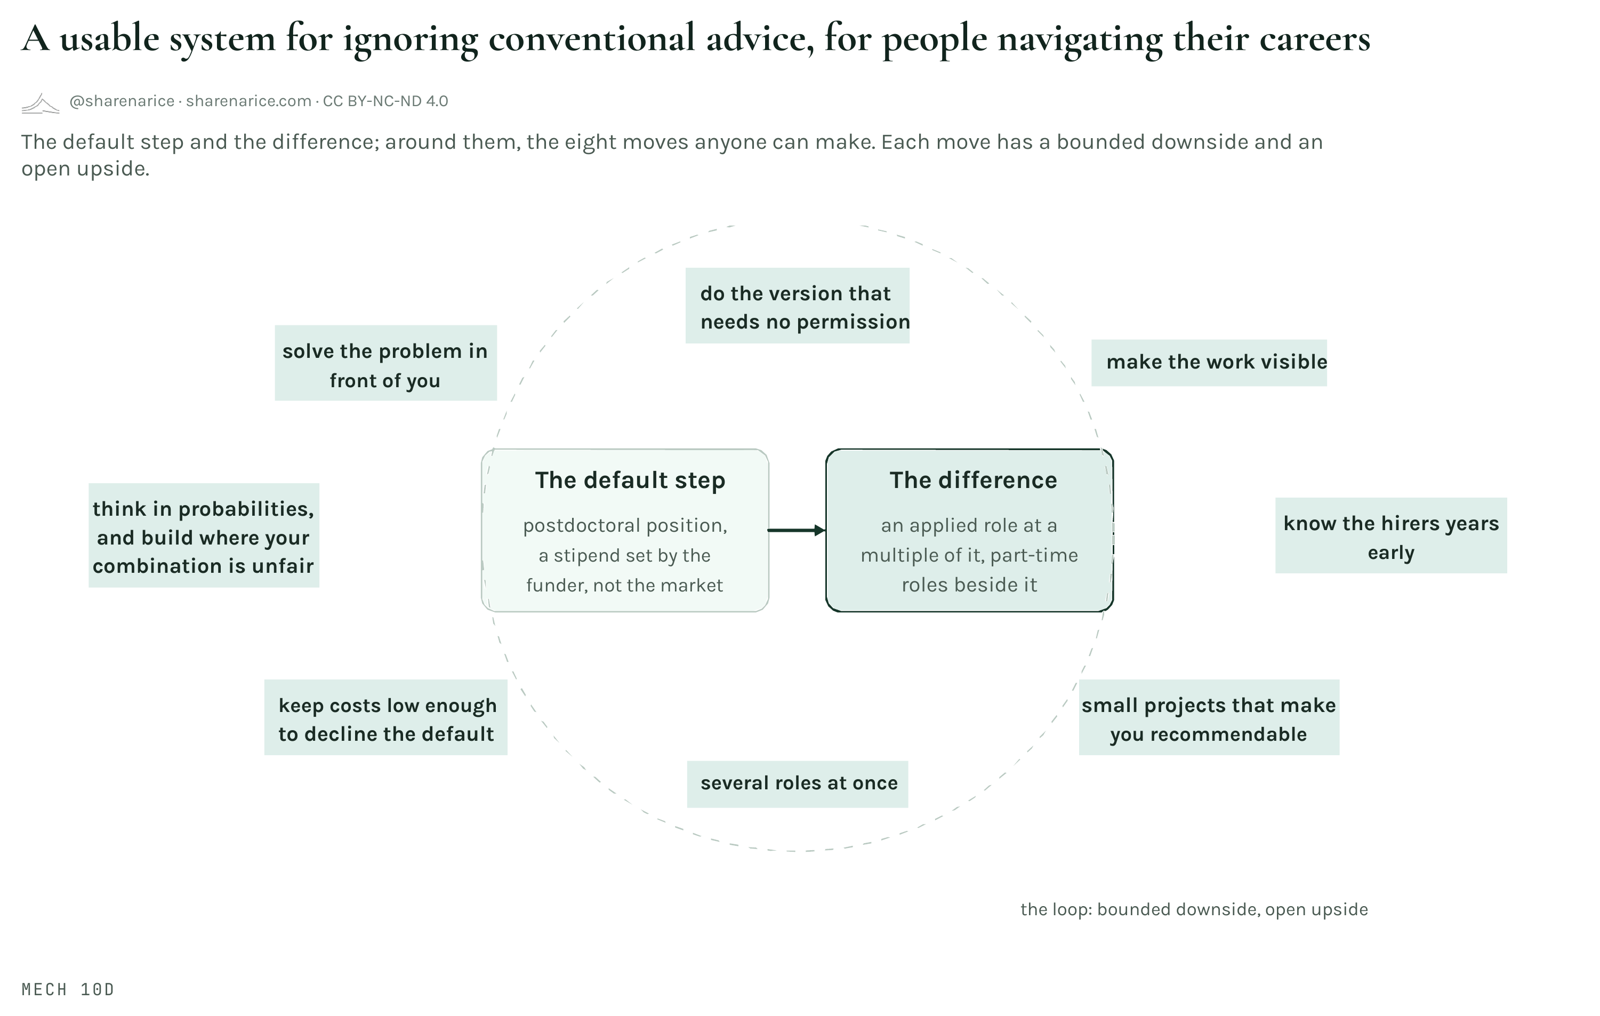 A usable system for ignoring conventional advice, for people navigating their careers
@sharenarice · sharenarice.com · CC BY-NC-ND 4.0
The default step and the difference; around them, the eight moves anyone can make. Each move has a bounded downside and an
open upside.
do the version that
needs no permission
solve the problem in
front of you
make the work visible
think in probabilities,
and build where your
combination is unfair
The default step
postdoctoral position,
a stipend set by the
funder, not the market
The difference
an applied role at a
multiple of it, part-time
roles beside it
know the hirers years
early
keep costs low enough
to decline the default
small projects that make
you recommendable
several roles at once
the loop: bounded downside, open upside
MECH 10D